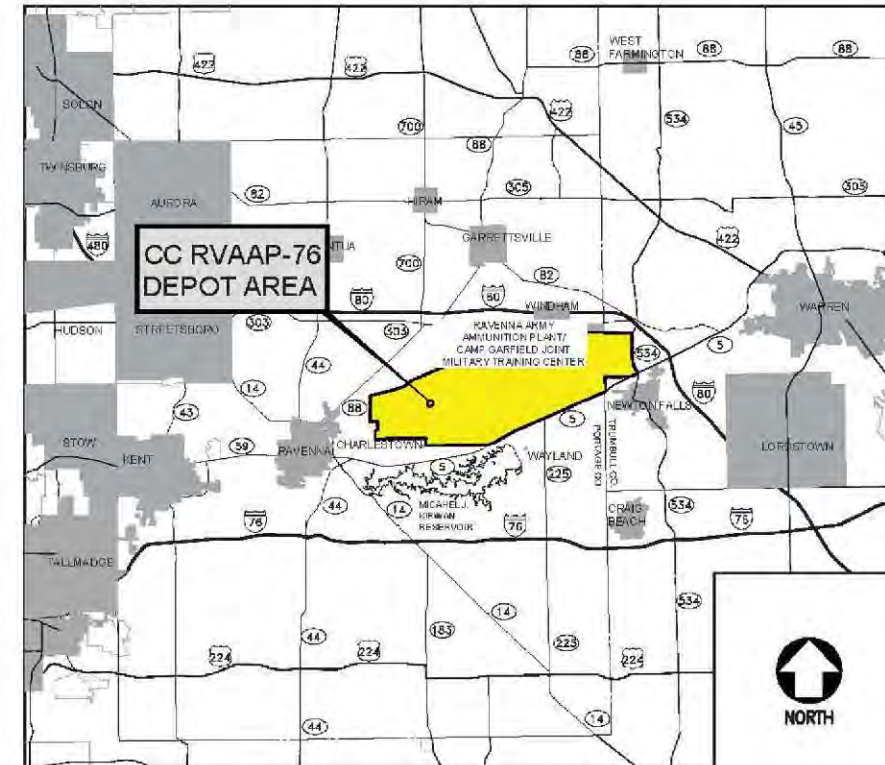 WEST
FARMINGTON
88
88
88
422
422
SOLON
422
534
45
700
88
TWINSBURG
AURORA
82
HIRAM
305
305
GARRETTSVILLE
422
480
CC RVAAP-76
DEPOT AREA
NTUA
700
82
80
80
WINDHAM
WARREN
HUDSON
STREETSBORO
303
303
RAVENNA ARMY
AMMUNITION PLANT/
CAMP GARFIELD JOINT
MILITARY TRAINING CENTER
5
534
44
14
88
80
NEWTON FALLS
43
5
STOW
KENT
59
RAVENNA
CHARLESTOWN
WAYLAND
TRUMBULL CO.
PORTAGE CO.
LORDSTOWN
5
225
44
14
MICAHEL J.
KIRWAN
RESERVOIR
CRAIG
BEACH
534
76
76
76
TALLMADGE
14
534
44
183
225
224
224
224
NORTH
44
14